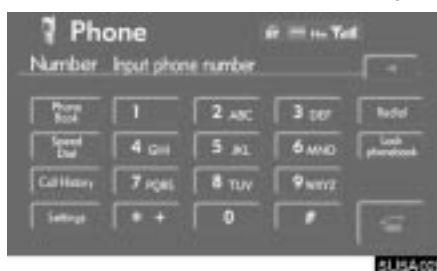 Phone
Number Input phone number
Phone Book 1 2 ABC 3 DEF Redial
Speed Dial 4 GHI 5 JKL 6 MNO Lock phonebook
Call History 7 PQRS 8 TUV 9 WXYZ
Settings * + 0 #